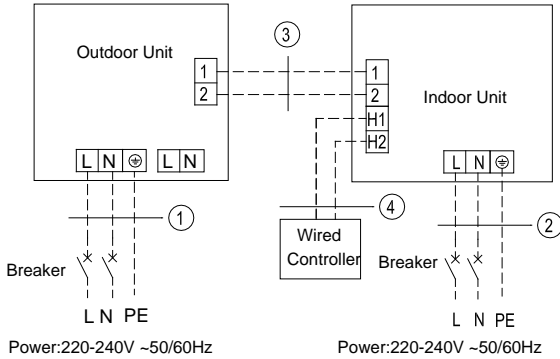 Outdoor Unit
1
2
L N
L N
3
1
2
H1
H2
Indoor Unit
L N
1
4
2
Wired
Controller
Breaker
L N PE
Breaker
L N PE
Power:220-240V ~50/60Hz
Power:220-240V ~50/60Hz